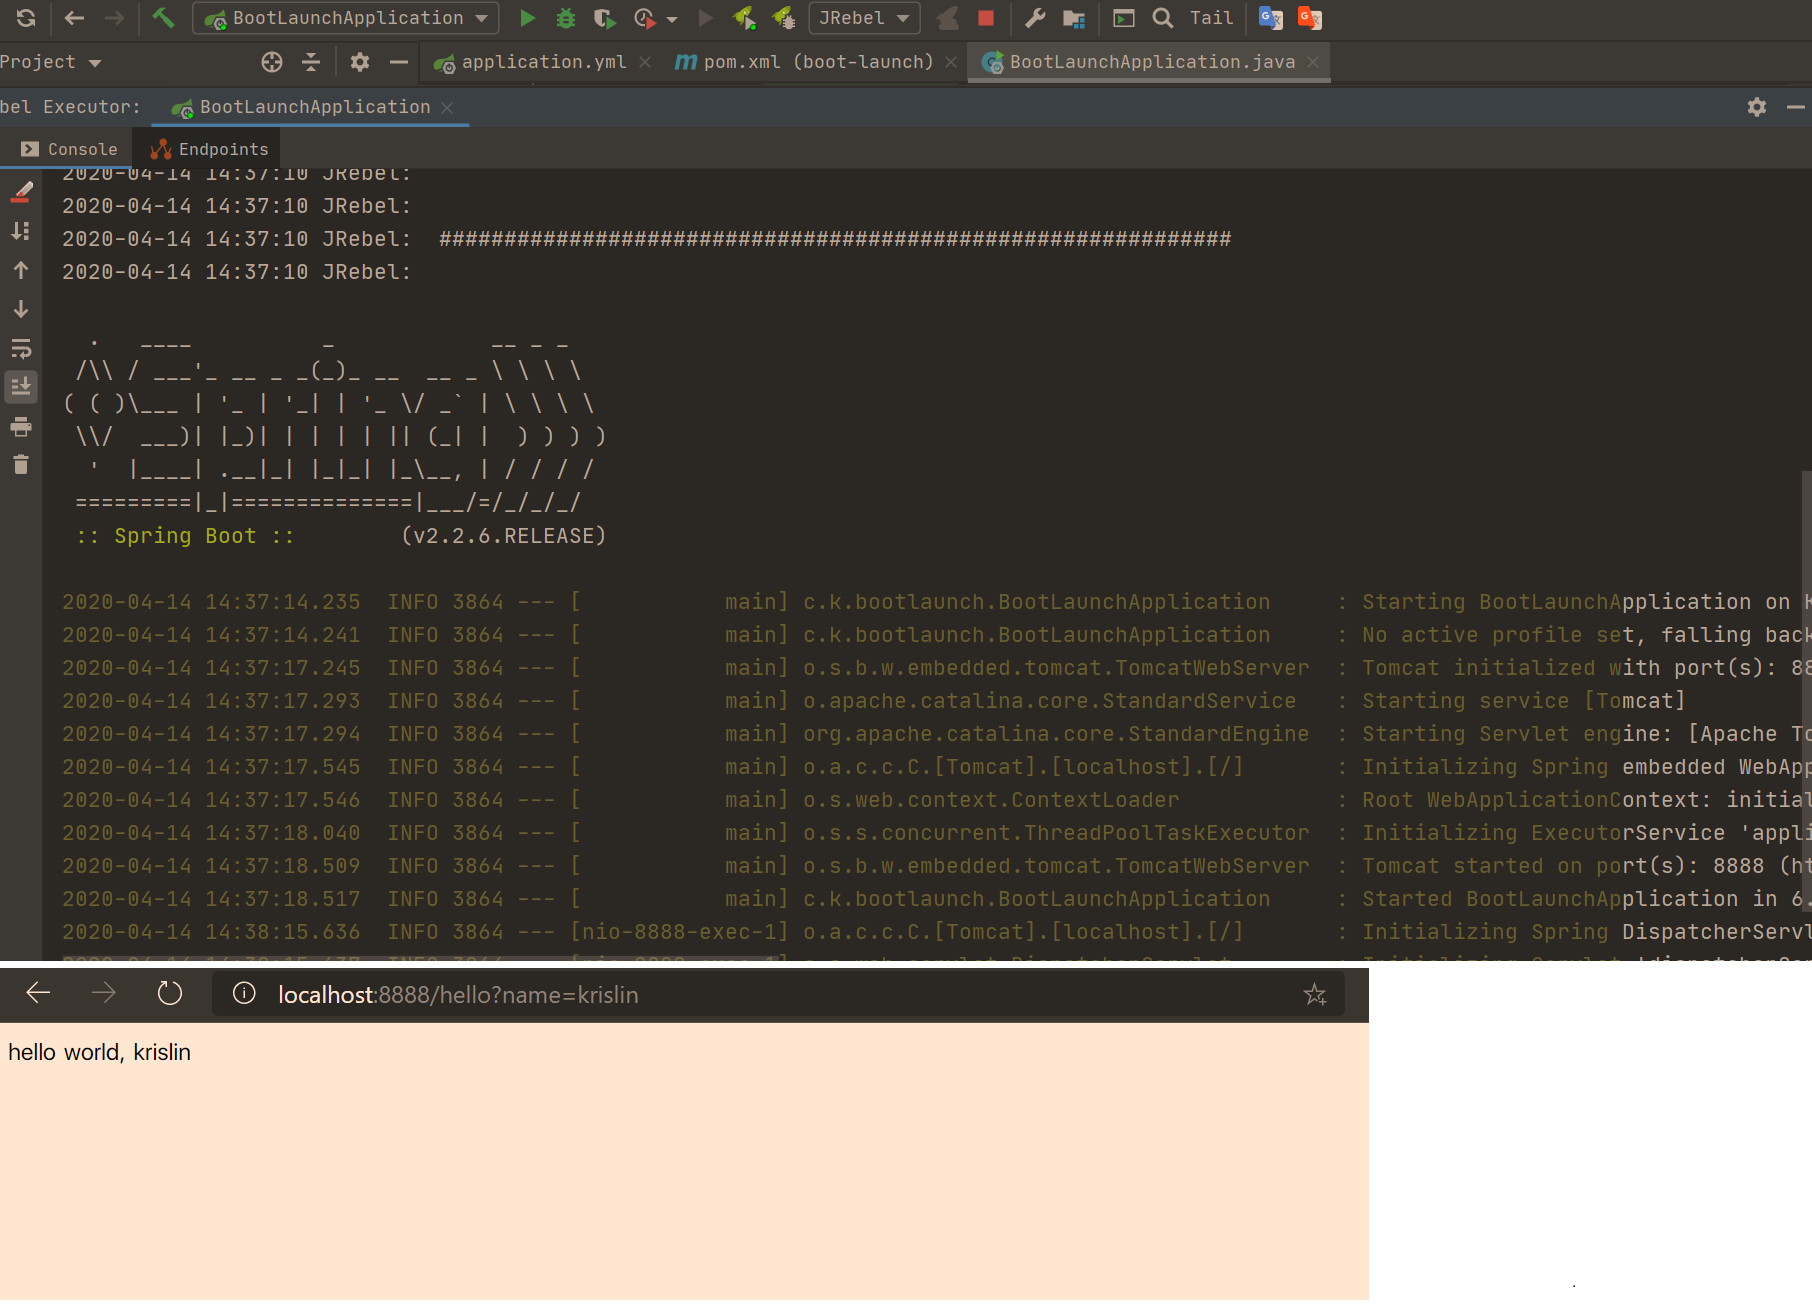 BootLaunchApplication JRebel Tail
Project application.yml pom.xml (boot-launch) BootLaunchApplication.java
bel Executor: BootLaunchApplication
Console Endpoints
2020-04-14 14:37:10 JRebel:
2020-04-14 14:37:10 JRebel:
2020-04-14 14:37:10 JRebel:  #############################################################
2020-04-14 14:37:10 JRebel:
  .   ____          _            __ _ _
 /\\ / ___'_ __ _ _(_)_ __  __ _ \ \ \ \
( ( )\___ | '_ | '_| | '_ \/ _` | \ \ \ \
 \\/  ___)| |_)| | | | | || (_| |  ) ) ) )
  '  |____| .__|_| |_|_| |_\__, | / / / /
 =========|_|==============|___/=/_/_/_/
 :: Spring Boot ::        (v2.2.6.RELEASE)
2020-04-14 14:37:14.235  INFO 3864 --- [           main] c.k.bootlaunch.BootLaunchApplication     : Starting BootLaunchApplication on K
2020-04-14 14:37:14.241  INFO 3864 --- [           main] c.k.bootlaunch.BootLaunchApplication     : No active profile set, falling back
2020-04-14 14:37:17.245  INFO 3864 --- [           main] o.s.b.w.embedded.tomcat.TomcatWebServer  : Tomcat initialized with port(s): 88
2020-04-14 14:37:17.293  INFO 3864 --- [           main] o.apache.catalina.core.StandardService   : Starting service [Tomcat]
2020-04-14 14:37:17.294  INFO 3864 --- [           main] org.apache.catalina.core.StandardEngine  : Starting Servlet engine: [Apache To
2020-04-14 14:37:17.545  INFO 3864 --- [           main] o.a.c.c.C.[Tomcat].[localhost].[/]       : Initializing Spring embedded WebApp
2020-04-14 14:37:17.546  INFO 3864 --- [           main] o.s.web.context.ContextLoader            : Root WebApplicationContext: initial
2020-04-14 14:37:18.040  INFO 3864 --- [           main] o.s.s.concurrent.ThreadPoolTaskExecutor  : Initializing ExecutorService 'appli
2020-04-14 14:37:18.509  INFO 3864 --- [           main] o.s.b.w.embedded.tomcat.TomcatWebServer  : Tomcat started on port(s): 8888 (ht
2020-04-14 14:37:18.517  INFO 3864 --- [           main] c.k.bootlaunch.BootLaunchApplication     : Started BootLaunchApplication in 6.
2020-04-14 14:38:15.636  INFO 3864 --- [nio-8888-exec-1] o.a.c.c.C.[Tomcat].[localhost].[/]       : Initializing Spring DispatcherServl
localhost:8888/hello?name=krislin
hello world, krislin